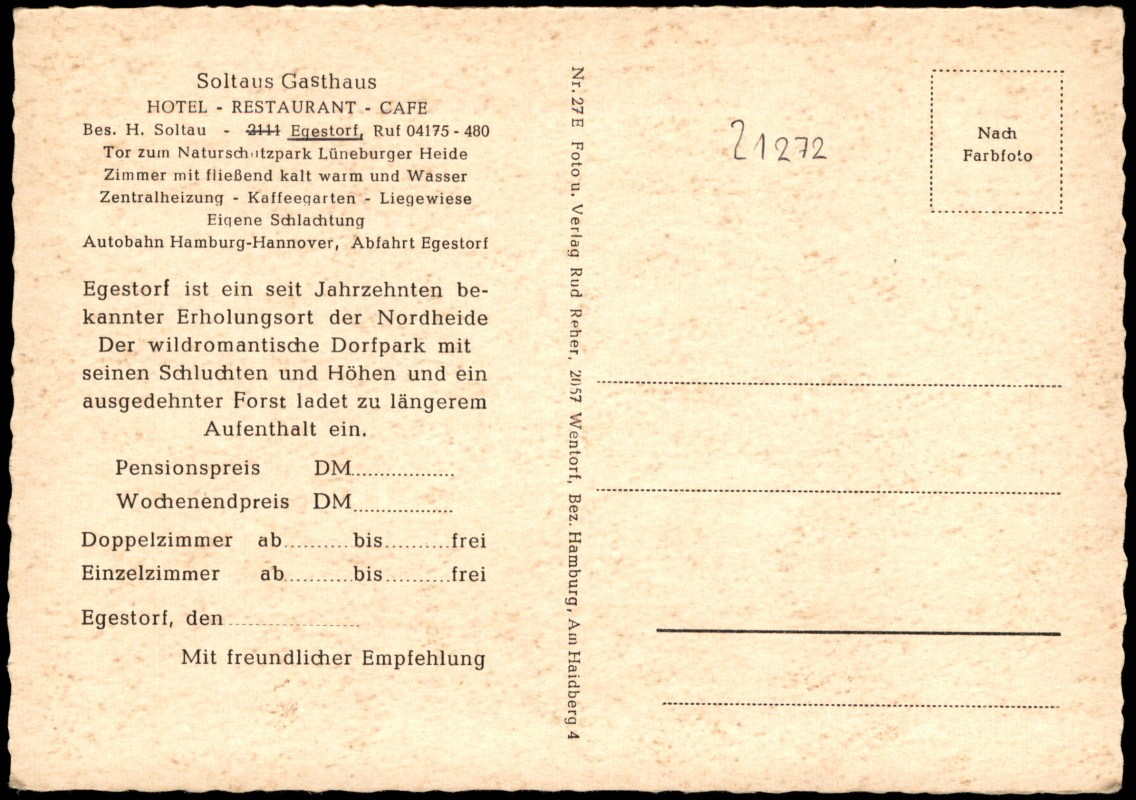 Soltaus Gasthaus
HOTEL - RESTAURANT - CAFE
Bes. H. Soltau - 2111 Egestorf, Ruf 04175 - 480
Tor zum Naturschutzpark Lüneburger Heide
Zimmer mit fließend kalt warm und Wasser
Zentralheizung - Kaffeegarten - Liegewiese
Eigene Schlachtung
Autobahn Hamburg-Hannover, Abfahrt Egestorf
Egestorf ist ein seit Jahrzehnten be-
kannter Erholungsort der Nordheide
Der wildromantische Dorfpark mit
seinen Schluchten und Höhen und ein
ausgedehnter Forst ladet zu längerem
Aufenthalt ein.
Pensionspreis DM..................
Wochenendpreis DM..................
Doppelzimmer ab..........bis..........frei
Einzelzimmer ab..........bis..........frei
Egestorf, den ....................
Mit freundlicher Empfehlung
Nr. 27 E Foto u. Verlag Rud Reher, 2057 Wentorf, Bez. Hamburg, Am Haidberg 4
21272
Nach
Farbfoto